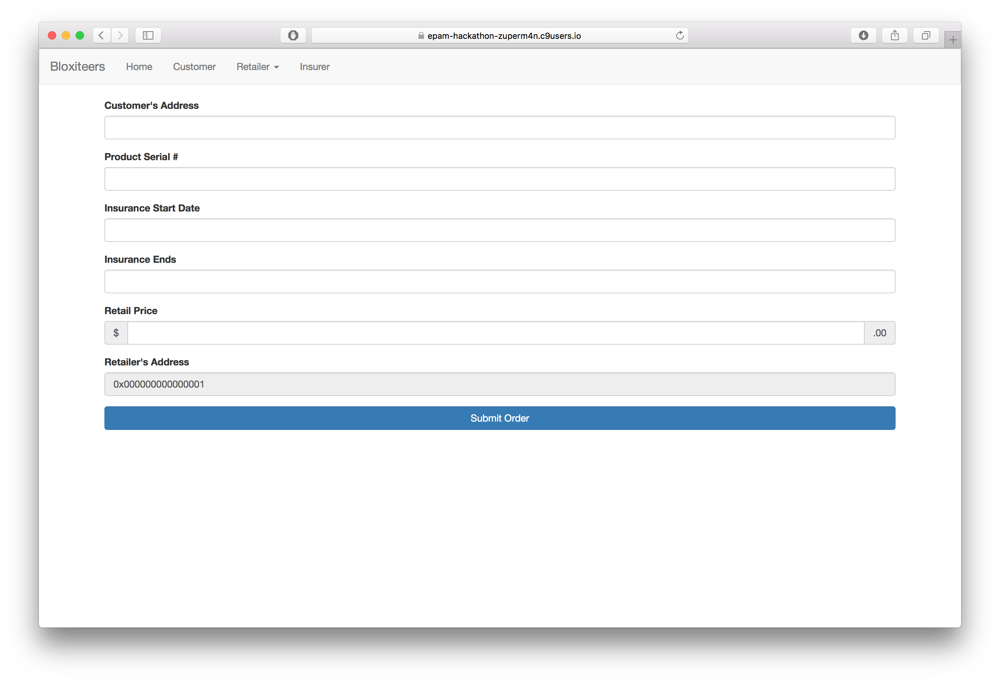 epam-hackathon-zuperm4n.c9users.io
Bloxiteers Home Customer Retailer Insurer
Customer's Address
Product Serial #
Insurance Start Date
Insurance Ends
Retail Price
$ .00
Retailer's Address
0x000000000000001
Submit Order